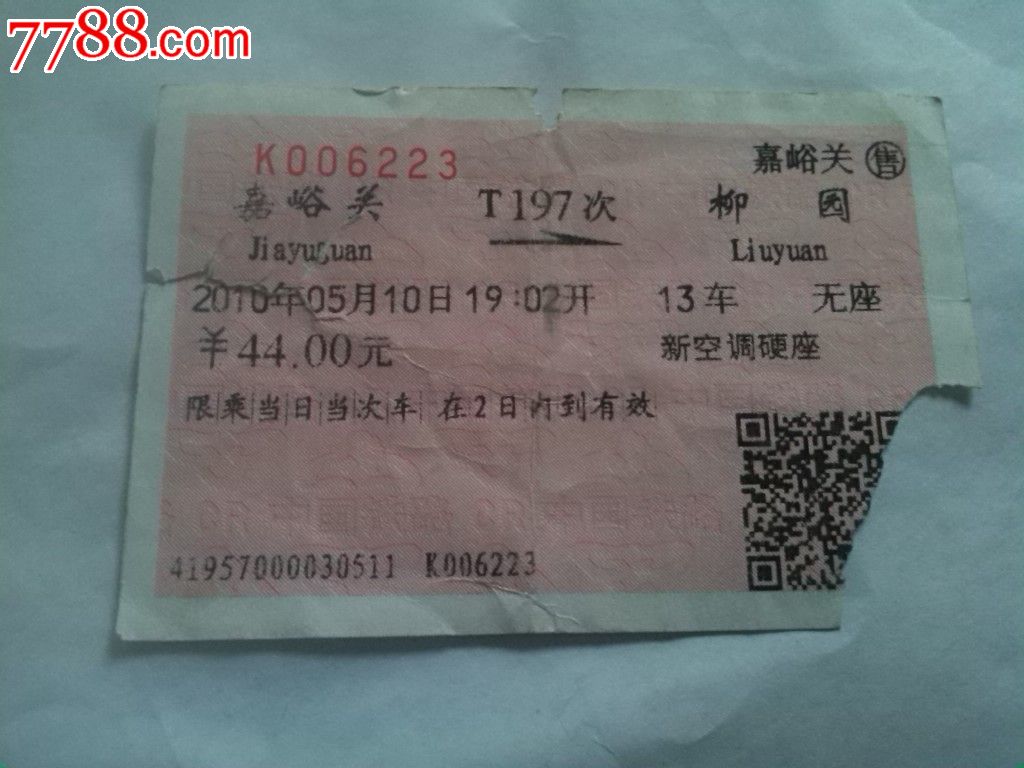 7788.com
K006223
嘉峪关 售
嘉峪关 T197次 柳园
Jiayuguan Liuyuan
2010年05月10日19:02开 13车 无座
￥44.00元 新空调硬座
限乘当日当次车 在2日内到有效
41957000030511 K006223